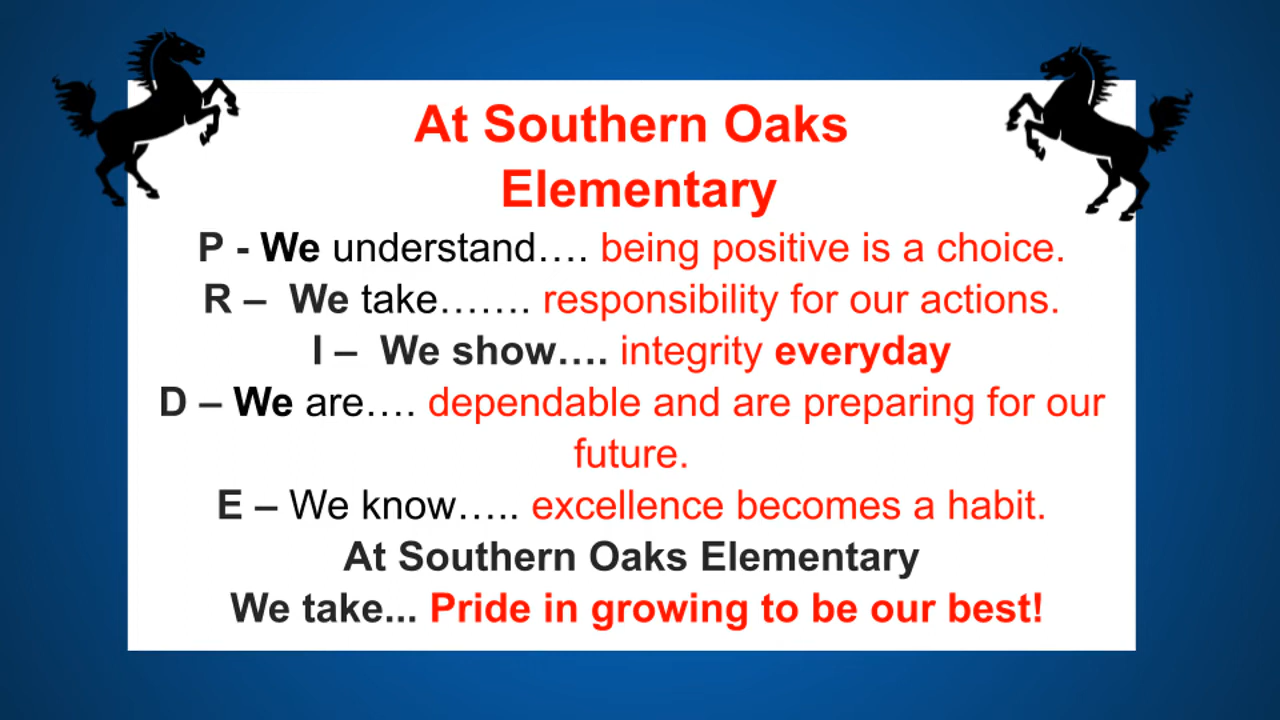 At Southern Oaks
Elementary
P - We understand…. being positive is a choice.
R –  We take……. responsibility for our actions.
I –  We show…. integrity everyday
D – We are…. dependable and are preparing for our
future.
E – We know….. excellence becomes a habit.
At Southern Oaks Elementary
We take... Pride in growing to be our best!